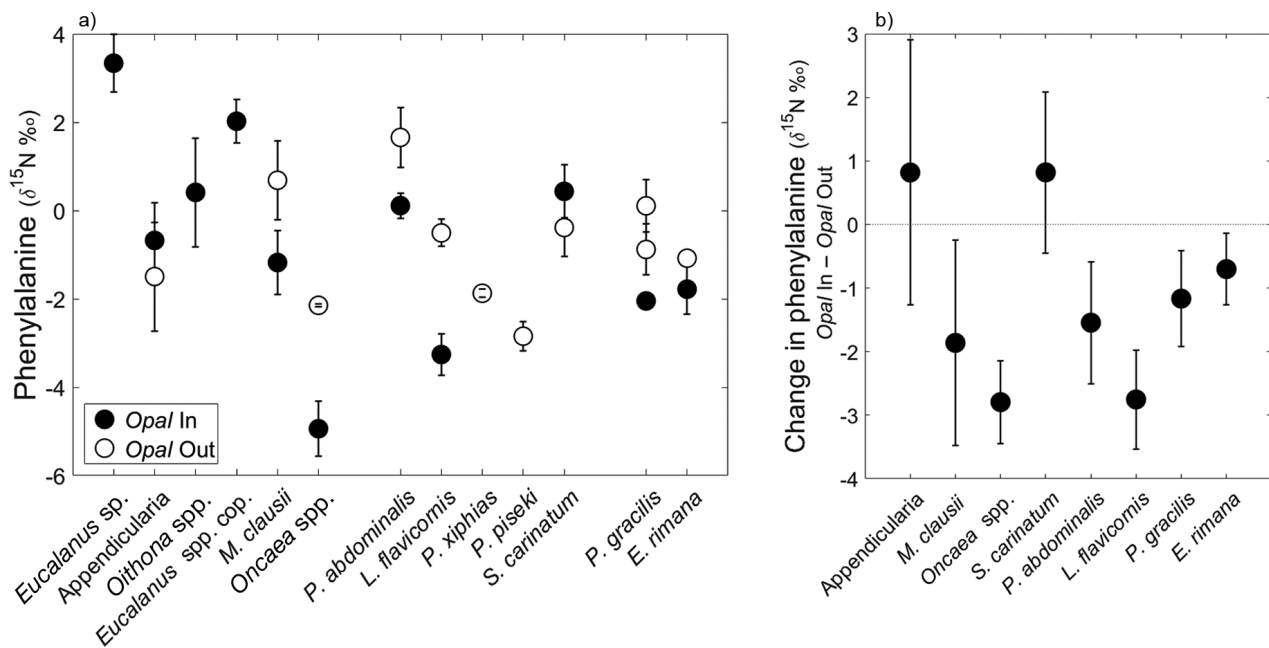 a)
Phenylalanine (δ¹⁵N ‰)
4
2
0
-2
-4
-6
Opal In
Opal Out
Eucalanus sp.
Appendicularia
Oithona spp.
Eucalanus spp. cop.
M. clausii
Oncaea spp.
P. abdominalis
L. flavicornis
P. xiphias
P. piseki
S. carinatum
P. gracilis
E. rimana
b)
Change in phenylalanine (δ¹⁵N ‰)
Opal In – Opal Out
3
2
1
0
-1
-2
-3
-4
Appendicularia
M. clausii
Oncaea spp.
S. carinatum
P. abdominalis
L. flavicornis
P. gracilis
E. rimana